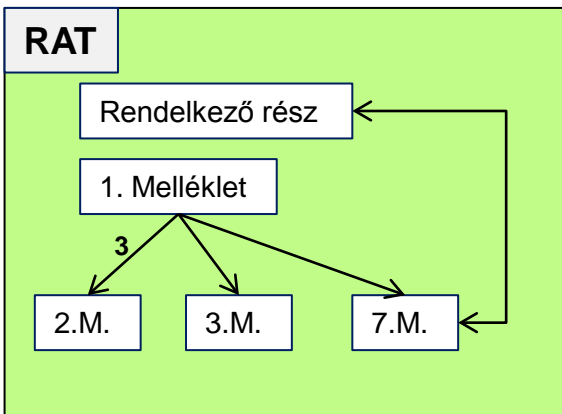 RAT
Rendelkező rész
1. Melléklet
3
2.M.
3.M.
7.M.